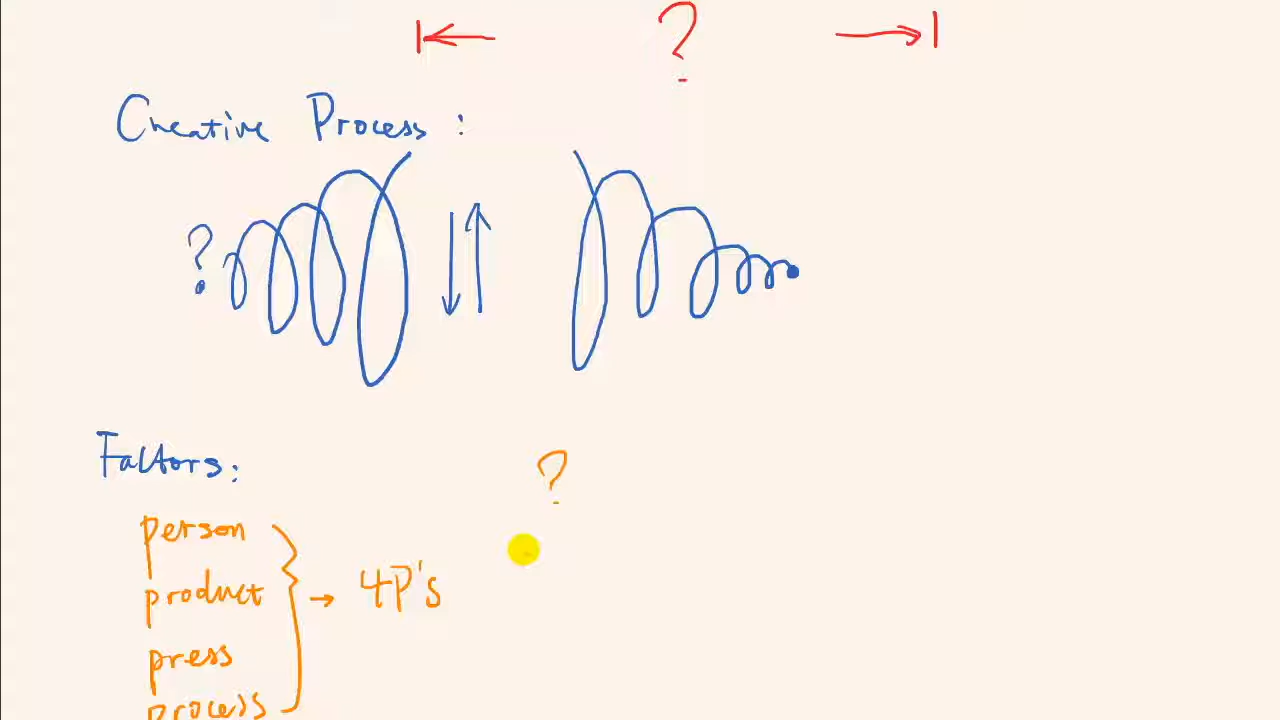 ?
Creative Process:
?
Factors:
?
person
product
4P's
press
process